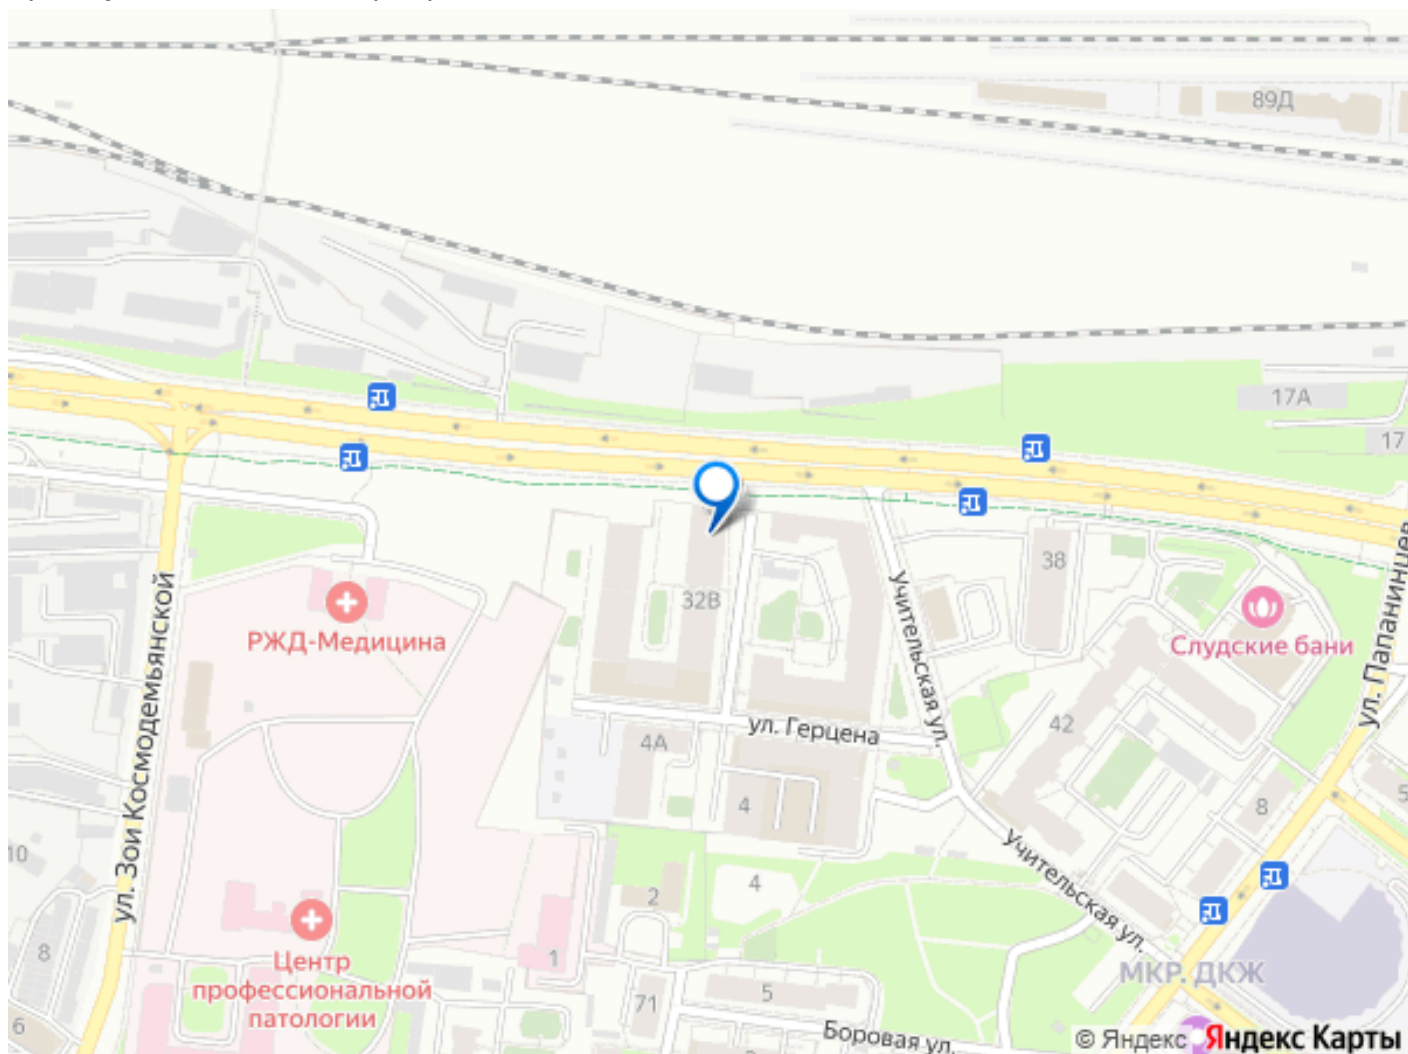 89Д
17А
17
38
ул. Папанинцев
Слудские бани
32В
Учительская ул.
РЖД-Медицина
ул. Зои Космодемьянской
ул. Герцена
42
4А
4
8
5
10
Учительская ул.
2
4
8
1
Центр
профессиональной
патологии
МКР. ДКЖ
5
71
6
Боровая ул.
© Яндекс Яндекс Карты